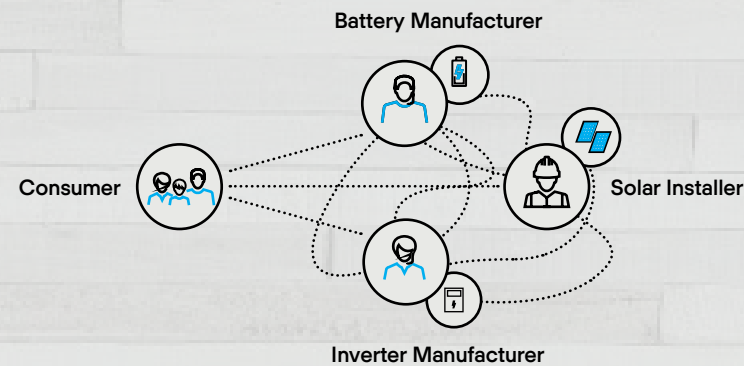 Battery Manufacturer
Consumer
Solar Installer
Inverter Manufacturer